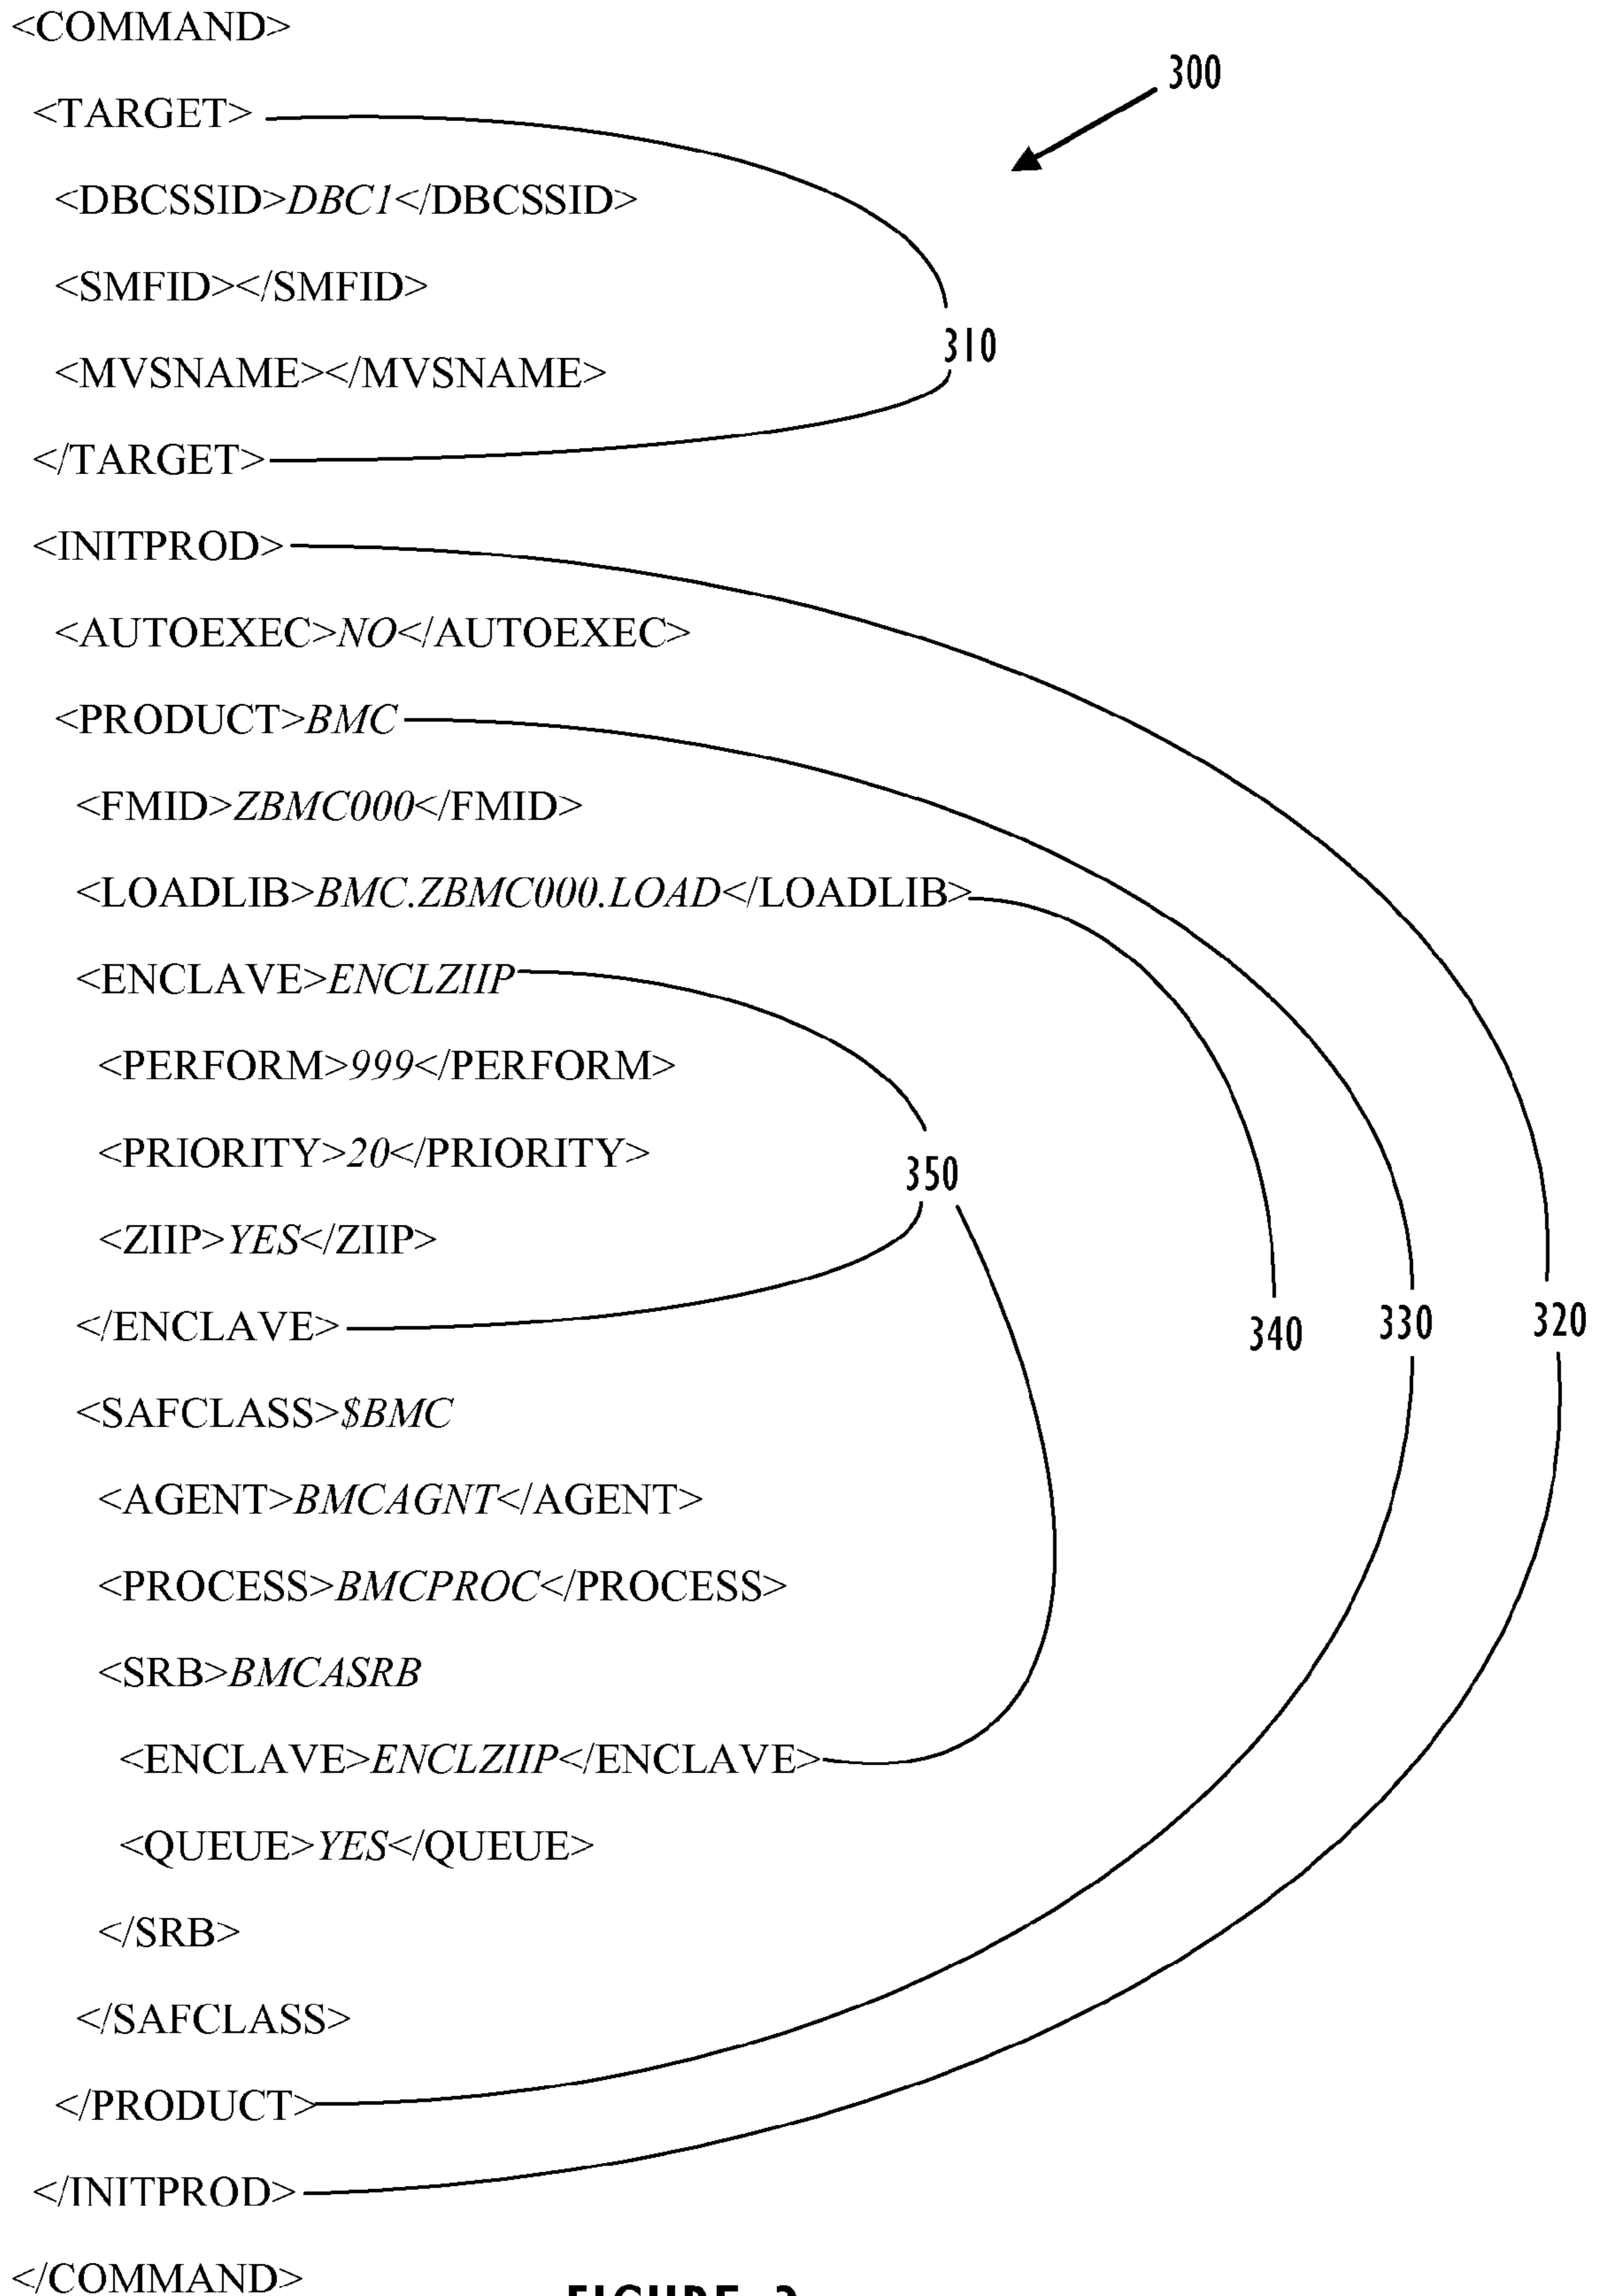 <COMMAND>
300
<TARGET>
<DBCSSID>DBC1</DBCSSID>
<SMFID></SMFID>
310
<MVSNAME></MVSNAME>
</TARGET>
<INITPROD>
<AUTOEXEC>NO</AUTOEXEC>
<PRODUCT>BMC
<FMID>ZBMC000</FMID>
<LOADLIB>BMC.ZBMC000.LOAD</LOADLIB>
<ENCLAVE>ENCLZIIP
<PERFORM>999</PERFORM>
<PRIORITY>20</PRIORITY>
350
<ZIIP>YES</ZIIP>
</ENCLAVE>
340 330 320
<SAFCLASS>$BMC
<AGENT>BMCAGNT</AGENT>
<PROCESS>BMCPROC</PROCESS>
<SRB>BMCASRB
<ENCLAVE>ENCLZIIP</ENCLAVE>
<QUEUE>YES</QUEUE>
</SRB>
</SAFCLASS>
</PRODUCT>
</INITPROD>
</COMMAND>
FIGURE